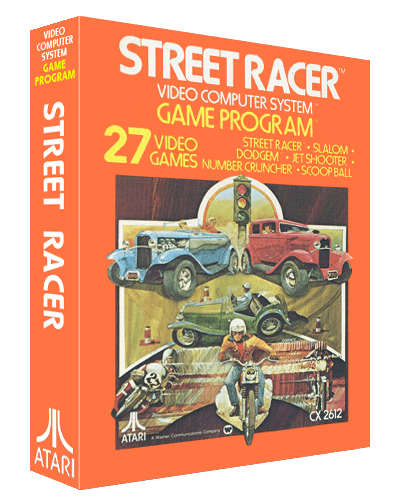 VIDEO
COMPUTER
SYSTEM
GAME
PROGRAM
STREET RACER
ATARI
STREET RACER™
VIDEO COMPUTER SYSTEM™
GAME PROGRAM™
27 VIDEO
GAMES
STREET RACER • SLALOM •
DODGEM • JET SHOOTER •
NUMBER CRUNCHER • SCOOP BALL
CX 2612
ATARI
A Warner Communications Company